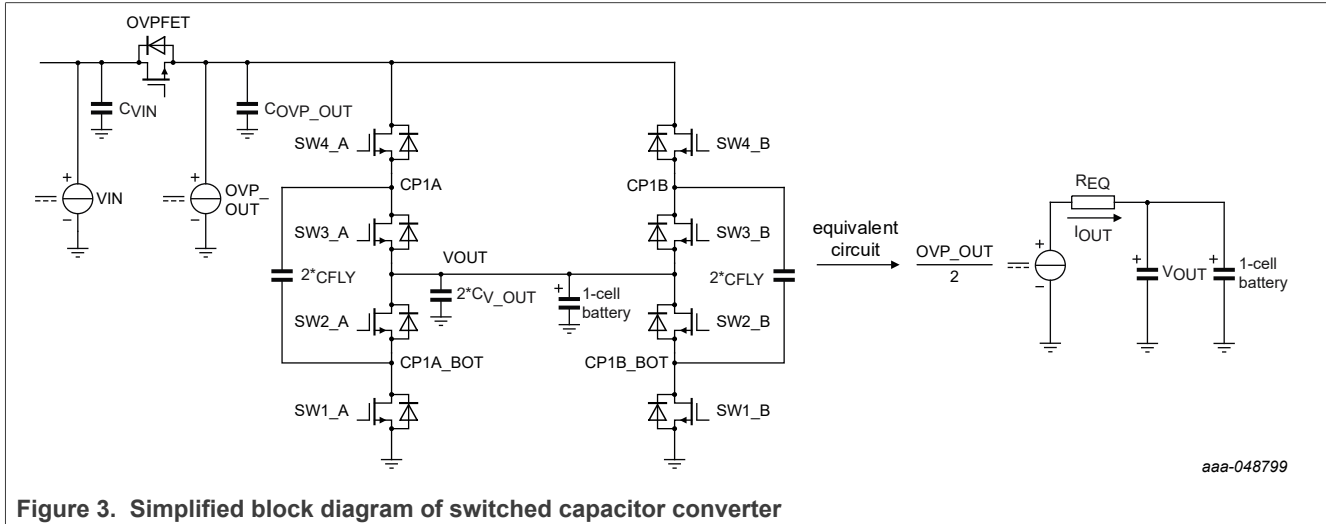 OVPFET
CVIN
COVP_OUT
SW4_A
SW4_B
CP1A
CP1B
VIN
OVP_
OUT
REQ
SW3_A
SW3_B
equivalent
circuit
IOUT
VOUT
OVP_OUT
2
2*CFLY
2*CV_OUT
1-cell
battery
2*CFLY
VOUT
1-cell
battery
SW2_A
SW2_B
CP1A_BOT
CP1B_BOT
SW1_A
SW1_B
aaa-048799
Figure 3. Simplified block diagram of switched capacitor converter